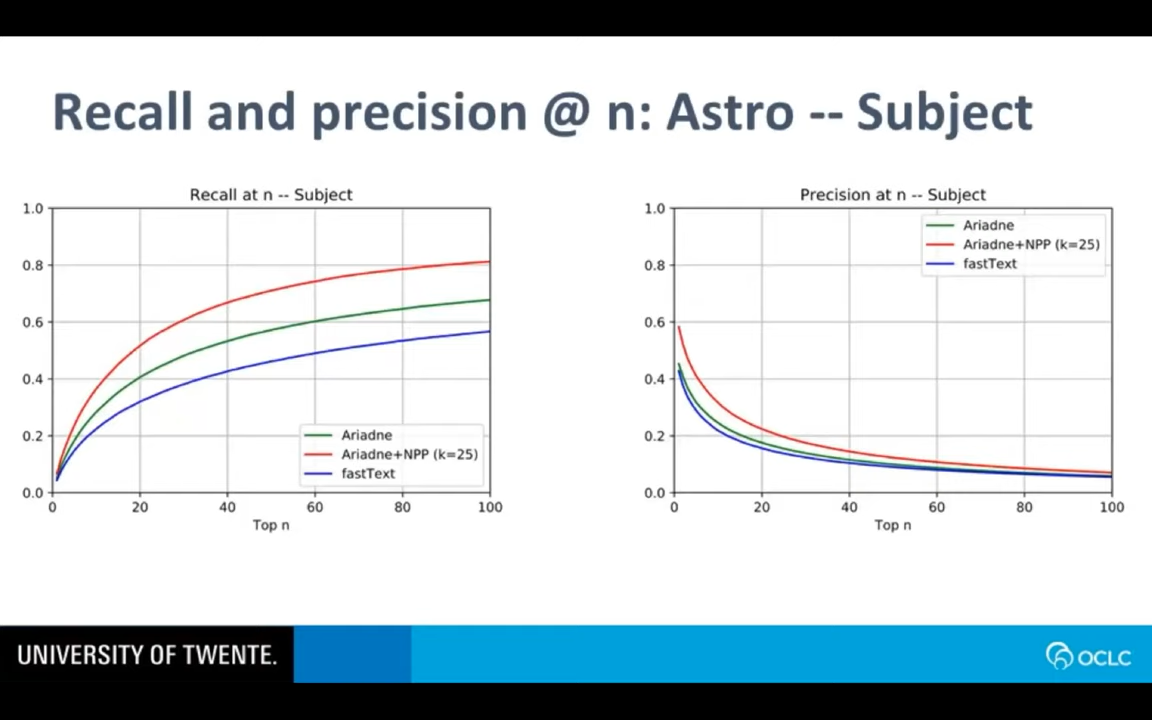 Recall and precision @ n: Astro -- Subject
Recall at n -- Subject
1.0
0.8
0.6
0.4
0.2
0.0
0 20 40 60 80 100
Top n
Ariadne
Ariadne+NPP (k=25)
fastText
Precision at n -- Subject
1.0
0.8
0.6
0.4
0.2
0.0
0 20 40 60 80 100
Top n
Ariadne
Ariadne+NPP (k=25)
fastText
UNIVERSITY OF TWENTE.
OCLC